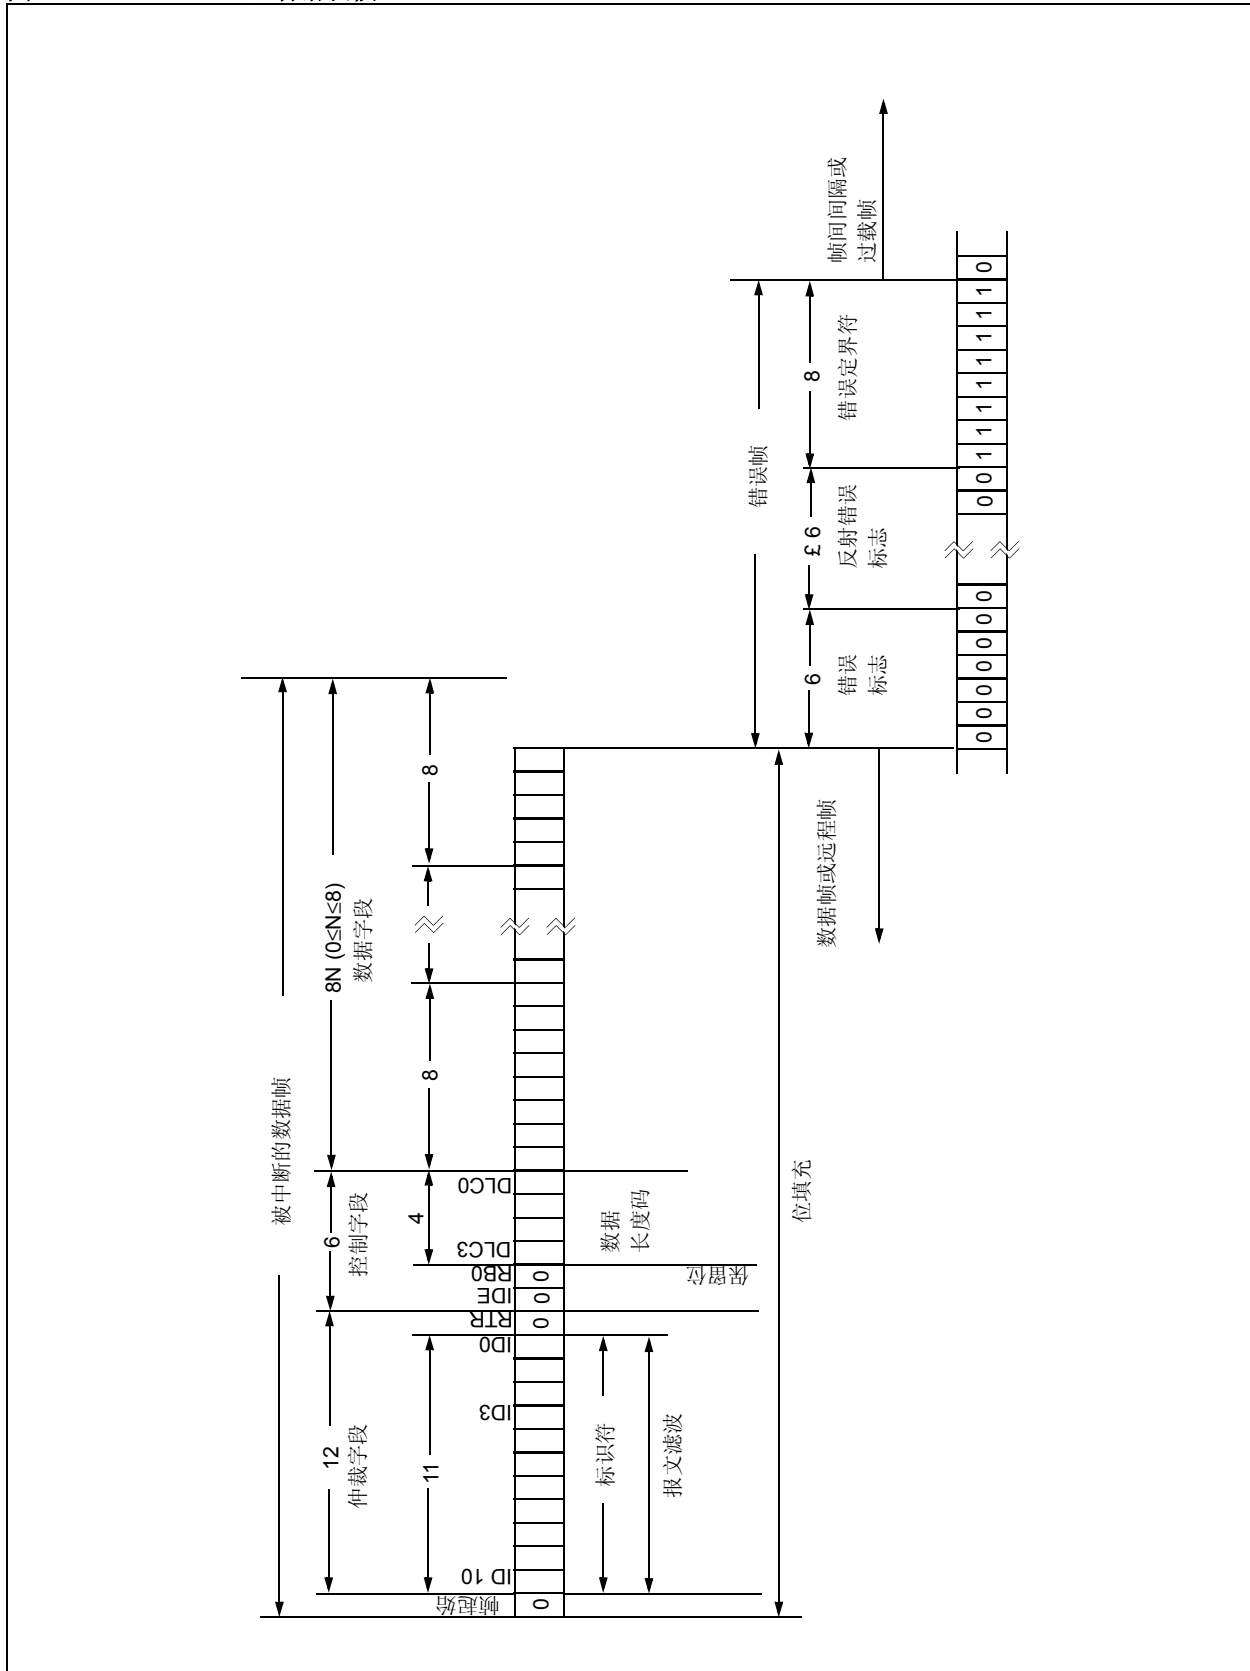 被中断的数据帧
12
仲裁字段
6
控制字段
8N (0≤N≤8)
数据字段
11
4
8
8
帧起始
ID 10
ID3
ID0
RTR
IDE
RB0
DLC3
DLC0
0
0
0
0
标识符
报文滤波
数据
长度码
保留位
位填充
数据帧或远程帧
错误帧
6
错误
标志
£ 6
反射错误
标志
8
错误定界符
帧间间隔或
过载帧
0 0 0 0 0 0 0 0 0 1 1 1 1 1 1 1 1 0